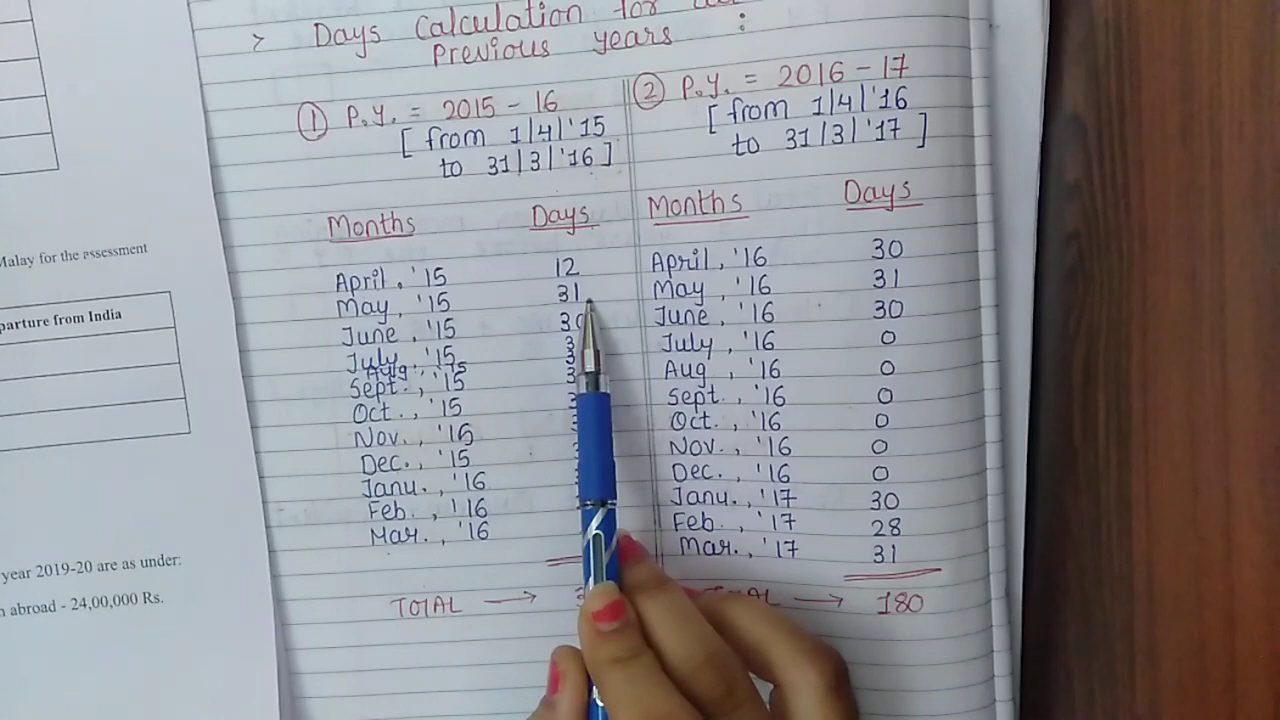 > Days Calculation for
Previous years :
① P.Y. = 2015 - 16
[ from 1/4/'15
to 31/3/'16 ]
Months Days
April, '15 12
May, '15 31
June, '15 30
July, '15
Aug., '15
Sept., '15
Oct., '15
Nov., '15
Dec., '15
Janu., '16
Feb., '16
Mar., '16
TOTAL →
② P.Y. = 2016 - 17
[ from 1/4/'16
to 31/3/'17 ]
Months Days
April, '16 30
May, '16 31
June, '16 30
July, '16 0
Aug, '16 0
Sept., '16 0
Oct., '16 0
Nov., '16 0
Dec., '16 0
Janu., '17 30
Feb., '17 28
Mar., '17 31
→ 180
Malay for the assessment
from India
year 2019-20 are as under:
abroad - 24,00,000 Rs.